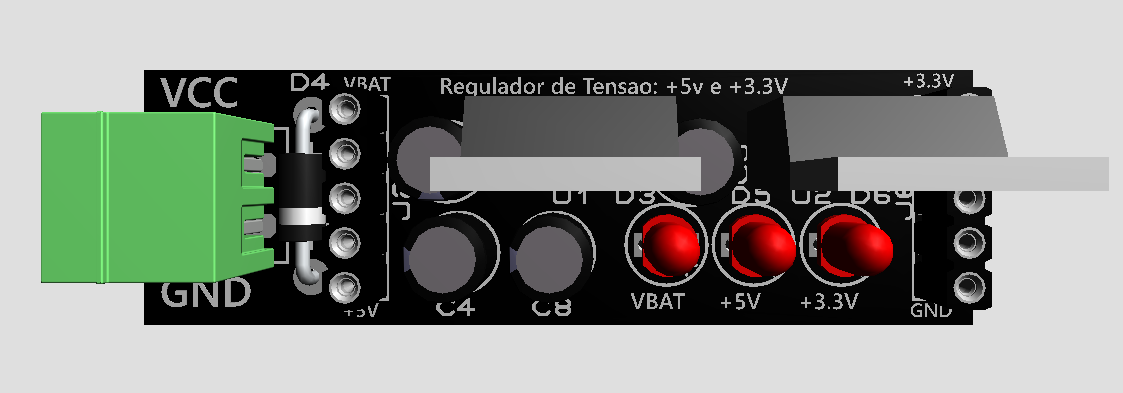 VCC
D4
VBAT
Regulador de Tensao: +5v e +3.3V
+3.3V
U1
D3
D5
U2
D6
VBAT
+5V
+3.3V
GND
+5V
C4
C8
GND